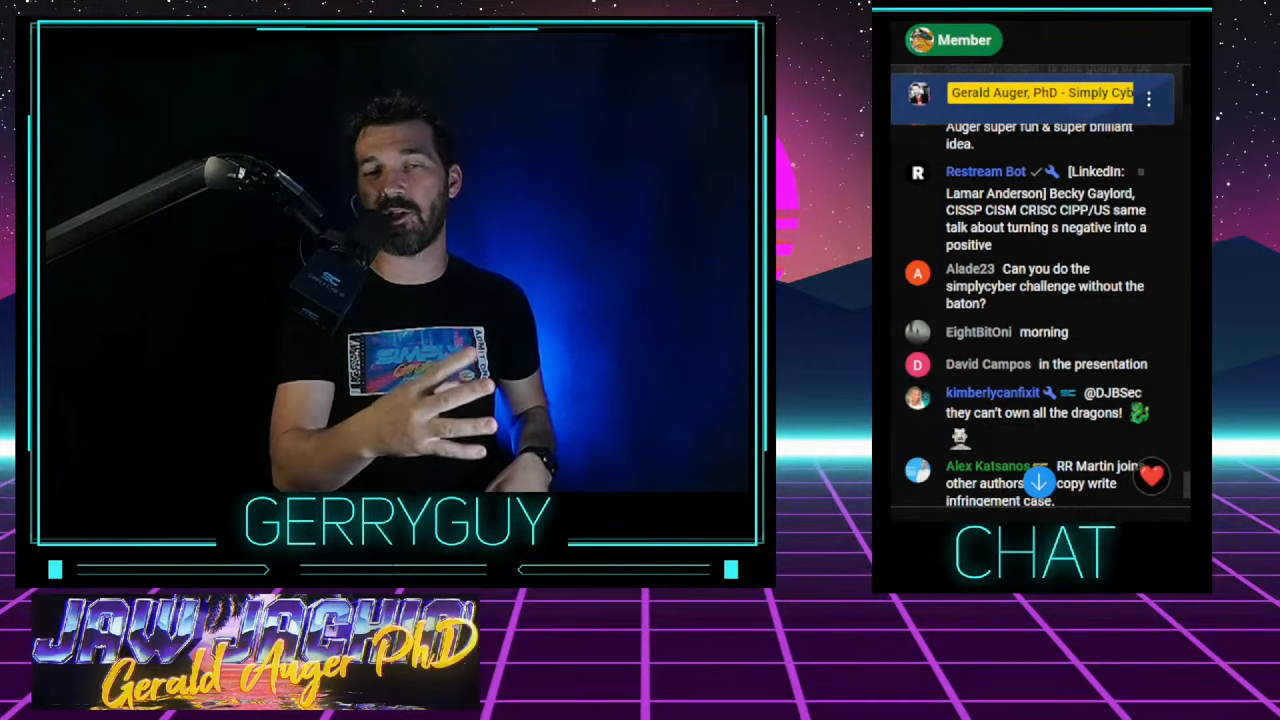 Member
Gerald Auger, PhD - Simply Cyb
Auger super fun & super brilliant
idea.
R
Restream Bot [LinkedIn:
Lamar Anderson] Becky Gaylord,
CISSP CISM CRISC CIPP/US same
talk about turning s negative into a
positive
A
Alade23 Can you do the
simplycyber challenge without the
baton?
EightBitOni morning
D
David Campos in the presentation
kimberlycanfixit @DJBSec
they can't own all the dragons!
Alex Katsanos RR Martin join
other authors copy write
infringement case.
SIMPLY
GERRYGUY
CHAT
JAW JACKIN'
Gerald Auger PhD